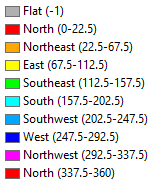 Flat (-1)
North (0-22.5)
Northeast (22.5-67.5)
East (67.5-112.5)
Southeast (112.5-157.5)
South (157.5-202.5)
Southwest (202.5-247.5)
West (247.5-292.5)
Northwest (292.5-337.5)
North (337.5-360)